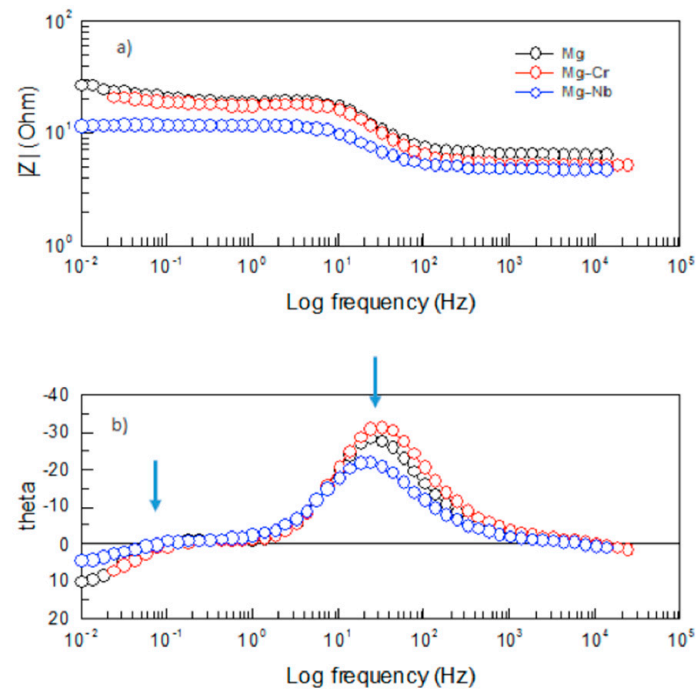 a)
Mg
Mg-Cr
Mg-Nb
10²
10¹
10⁰
|Z| (Ohm)
10⁻² 10⁻¹ 10⁰ 10¹ 10² 10³ 10⁴ 10⁵
Log frequency (Hz)
b)
-40
-30
-20
-10
0
10
20
theta
10⁻² 10⁻¹ 10⁰ 10¹ 10² 10³ 10⁴ 10⁵
Log frequency (Hz)